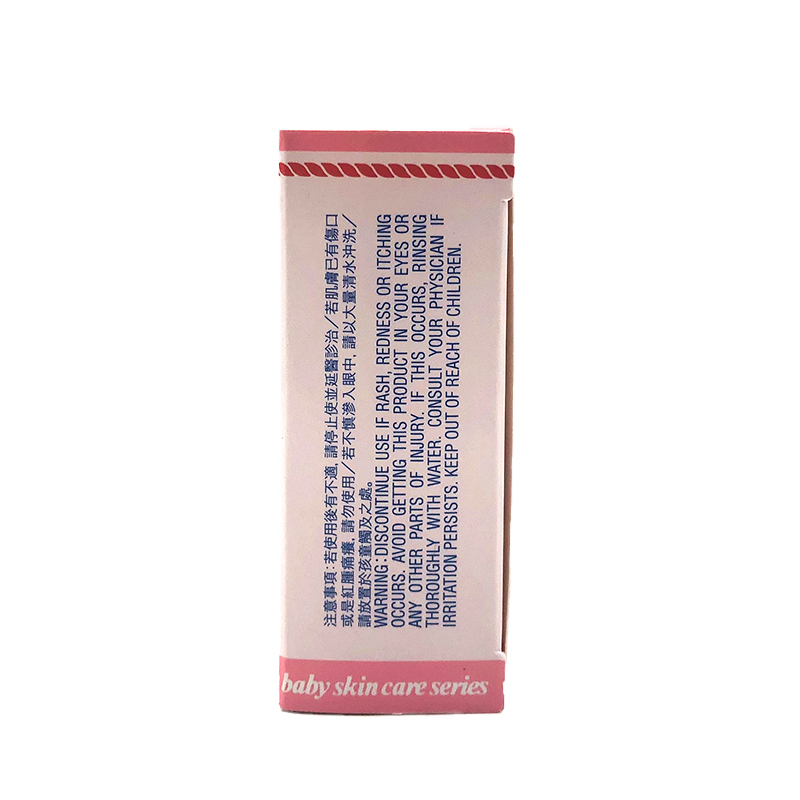 注意事項：若使用後有不適，請停止使並延醫診治／若肌膚已有傷口
或是紅腫痛癢，請勿使用／若不慎滲入眼中，請以大量清水沖洗／
請放置於孩童觸及之處。
WARNING: DISCONTINUE USE IF RASH, REDNESS OR ITCHING
OCCURS. AVOID GETTING THIS PRODUCT IN YOUR EYES OR
ANY OTHER PARTS OF INJURY. IF THIS OCCURS, RINSING
THOROUGHLY WITH WATER. CONSULT YOUR PHYSICIAN IF
IRRITATION PERSISTS. KEEP OUT OF REACH OF CHILDREN.
baby skin care series